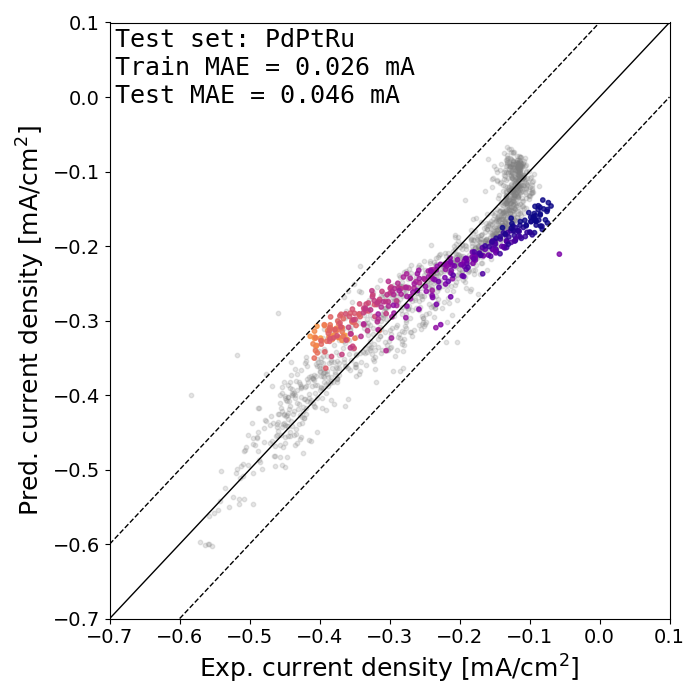 Test set: PdPtRu
Train MAE = 0.026 mA
Test MAE = 0.046 mA
Pred. current density [mA/cm²]
0.1
0.0
−0.1
−0.2
−0.3
−0.4
−0.5
−0.6
−0.7
−0.7 −0.6 −0.5 −0.4 −0.3 −0.2 −0.1 0.0 0.1
Exp. current density [mA/cm²]